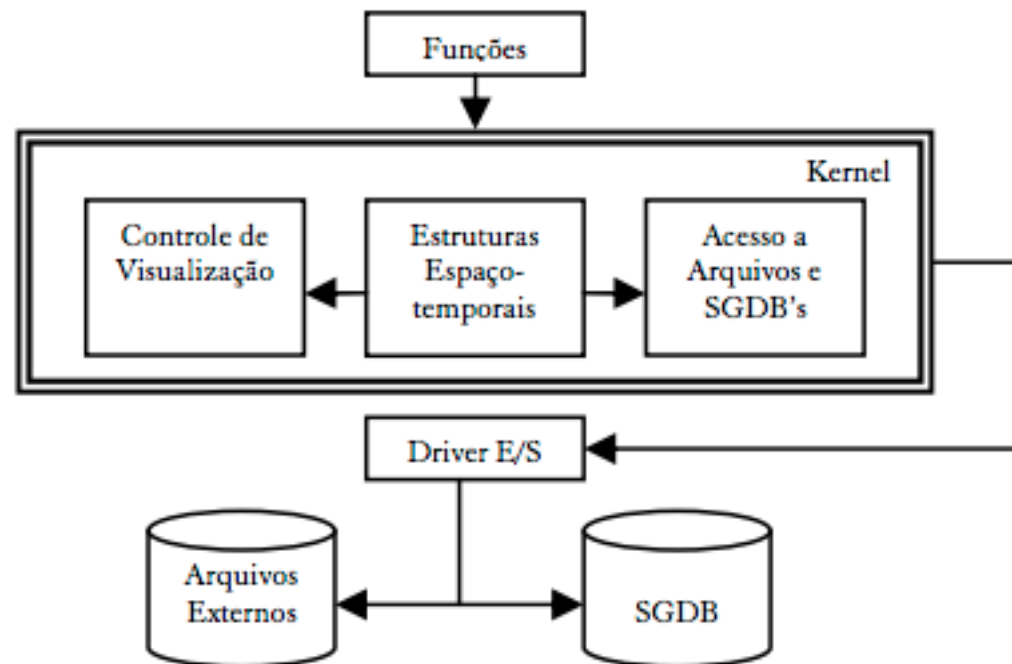 Funções
Kernel
Controle de
Visualização
Estruturas
Espaço-
temporais
Acesso a
Arquivos e
SGDB's
Driver E/S
Arquivos
Externos
SGDB